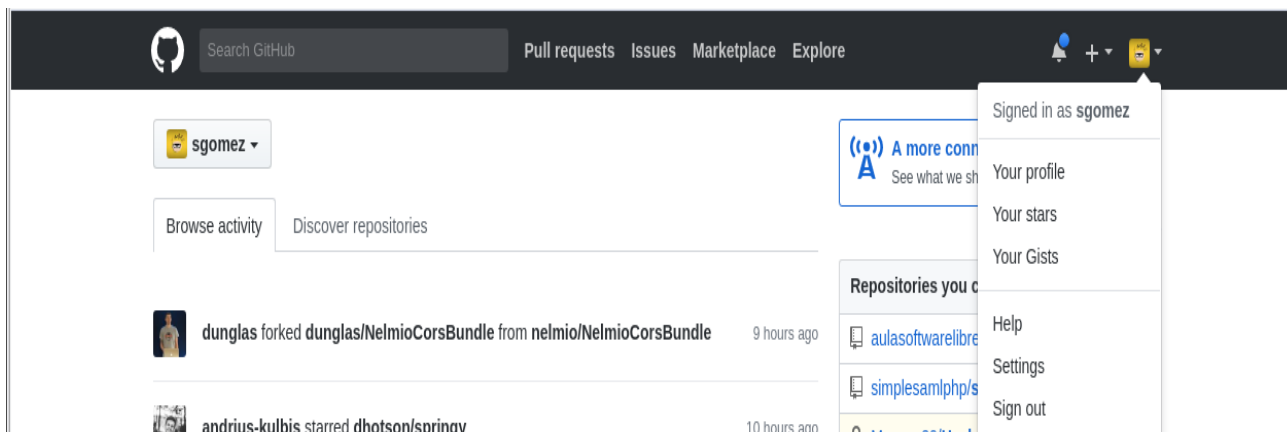 Search GitHub
Pull requests Issues Marketplace Explore
Signed in as sgomez
Your profile
Your stars
Your Gists
Help
Settings
Sign out
sgomez
Browse activity Discover repositories
dunglas forked dunglas/NelmioCorsBundle from nelmio/NelmioCorsBundle 9 hours ago
andrius-kulbis starred dhotson/springy 10 hours ago
A more conn
See what we sh
Repositories you c
aulasoftwarelibre
simplesamlphp/s